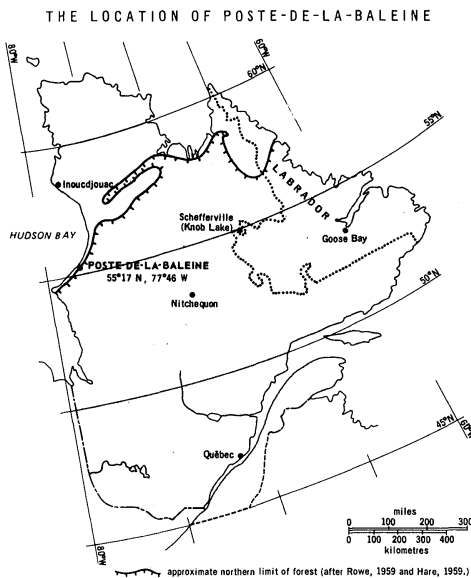 THE LOCATION OF POSTE-DE-LA-BALEINE
80°W
60°W
60°N
55°N
Inoucdjouac
LABRADOR
Schefferville
(Knob Lake)
Goose Bay
HUDSON BAY
POSTE-DE-LA-BALEINE
55°17 N, 77°46 W
Nitchequon
50°N
45°N
60°W
Québec
80°W
miles
0 100 200 300
0 100 200 300 400
kilometres
approximate northern limit of forest (after Rowe, 1959 and Hare, 1959.)